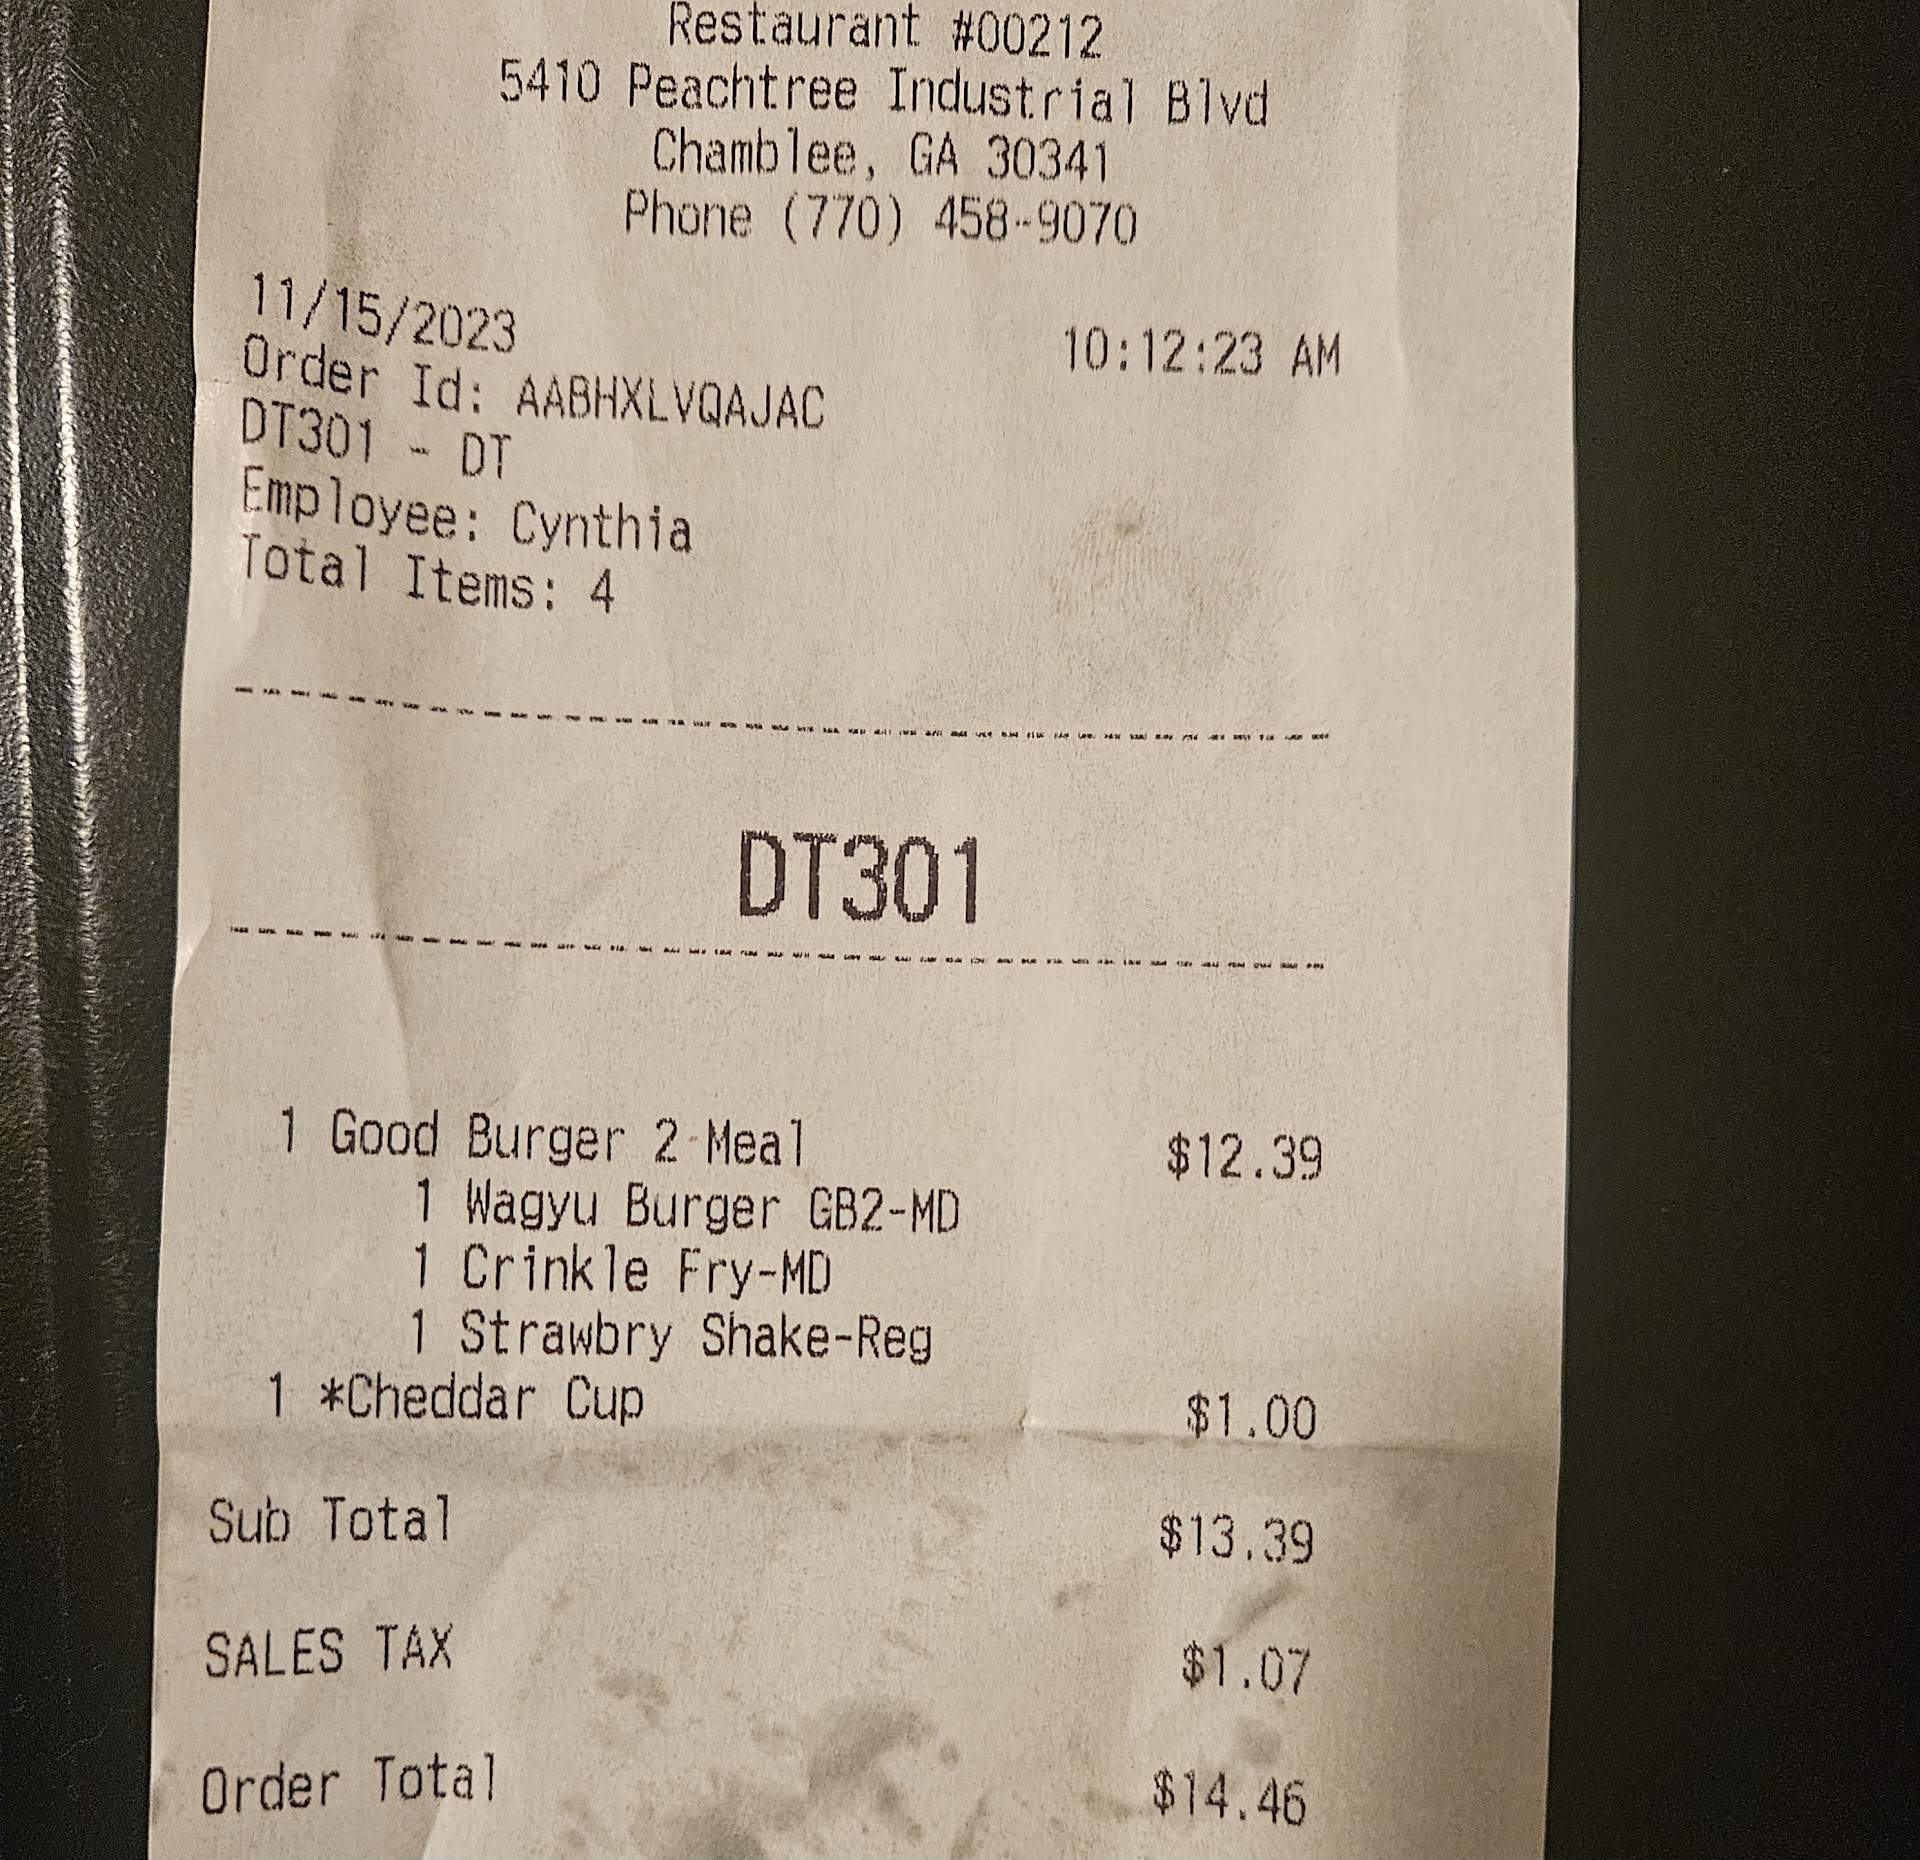 Restaurant #00212
5410 Peachtree Industrial Blvd
Chamblee, GA 30341
Phone (770) 458-9070
11/15/2023 10:12:23 AM
Order Id: AABHXLVQAJAC
DT301 - DT
Employee: Cynthia
Total Items: 4
DT301
1 Good Burger 2 Meal $12.39
1 Wagyu Burger GB2-MD
1 Crinkle Fry-MD
1 Strawbry Shake-Reg
1 *Cheddar Cup $1.00
Sub Total $13.39
SALES TAX $1.07
Order Total $14.46